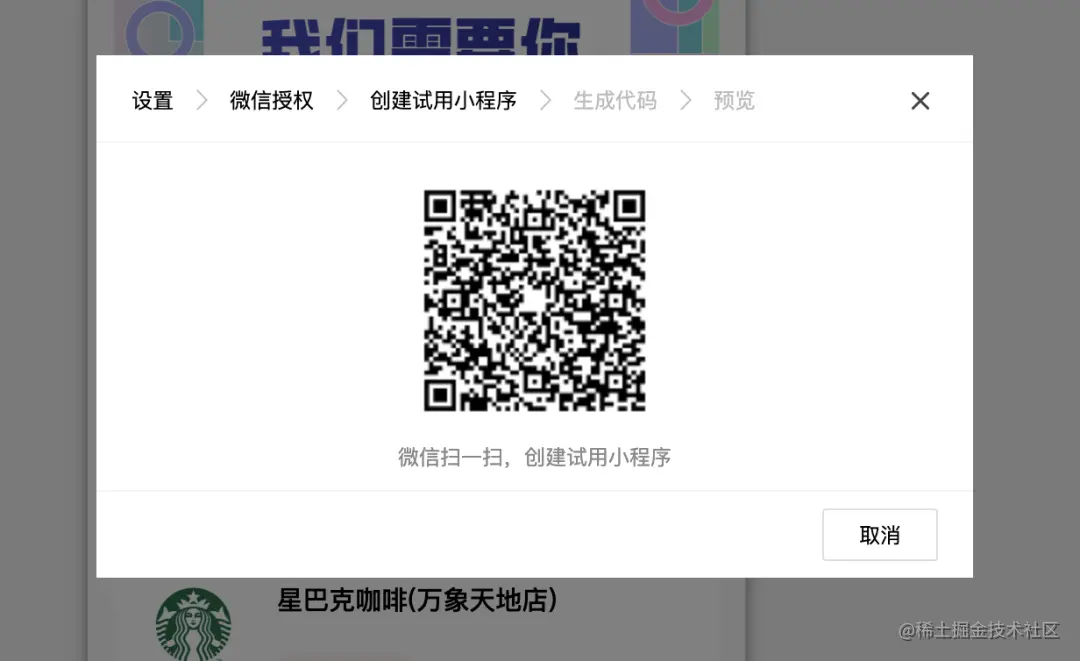 我们需要你
设置 微信授权 创建试用小程序 生成代码 预览
微信扫一扫，创建试用小程序
取消
星巴克咖啡(万象天地店)
@稀土掘金技术社区